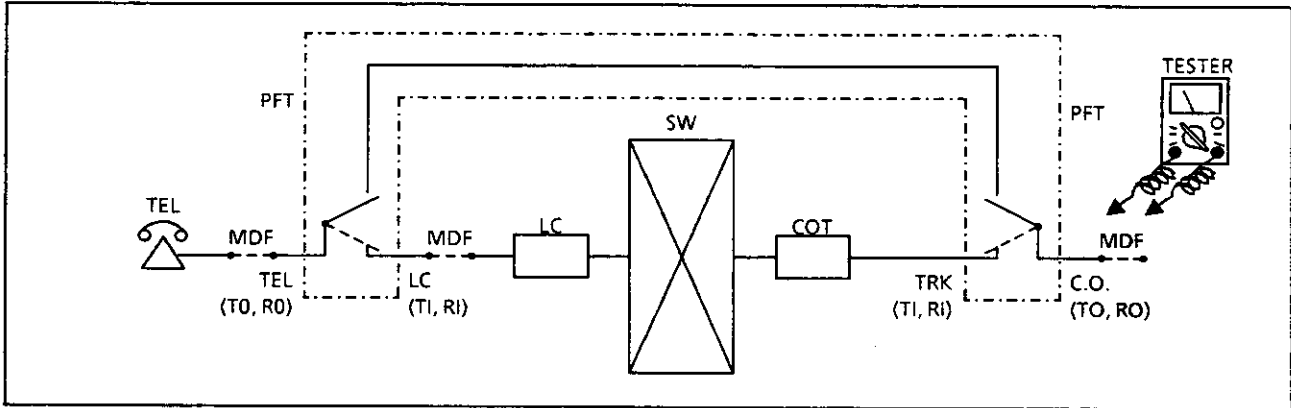 TESTER
PFT
PFT
SW
TEL
MDF
MDF
LC
COT
MDF
TEL
(T0, R0)
LC
(TI, RI)
TRK
(TI, RI)
C.O.
(TO, RO)